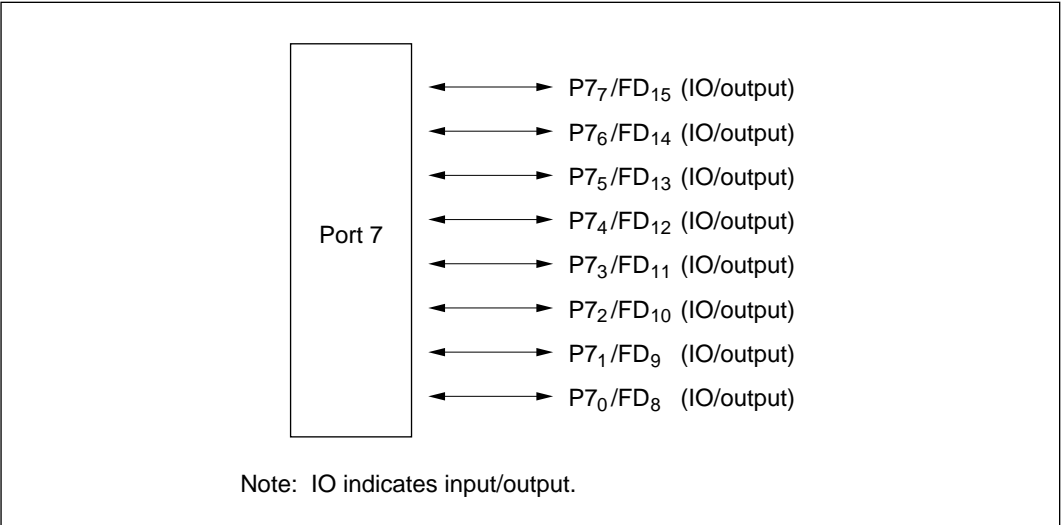 Port 7
P7₇/FD₁₅ (IO/output)
P7₆/FD₁₄ (IO/output)
P7₅/FD₁₃ (IO/output)
P7₄/FD₁₂ (IO/output)
P7₃/FD₁₁ (IO/output)
P7₂/FD₁₀ (IO/output)
P7₁/FD₉ (IO/output)
P7₀/FD₈ (IO/output)
Note: IO indicates input/output.